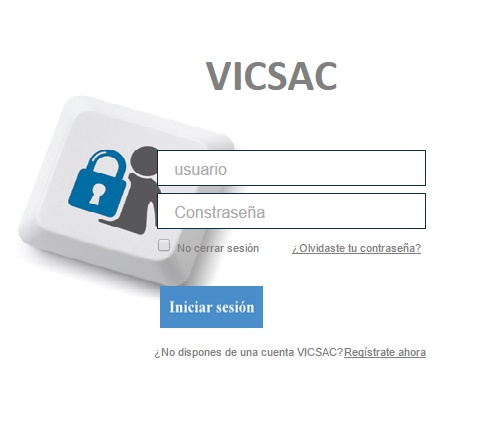 VICSAC
usuario
Constraseña
No cerrar sesión ¿Olvidaste tu contraseña?
Iniciar sesión
¿No dispones de una cuenta VICSAC? Regístrate ahora